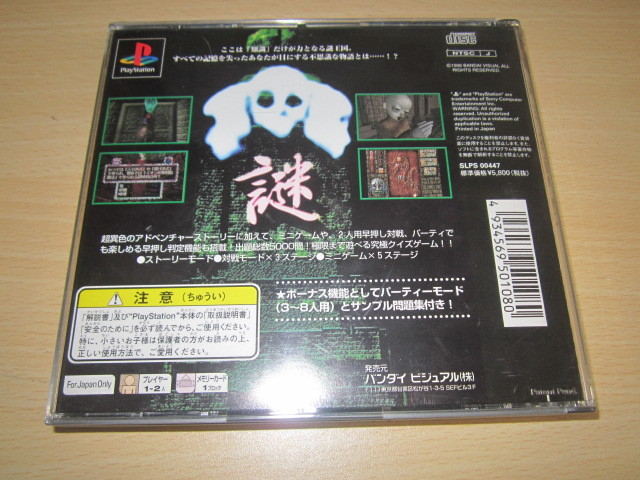 PlayStation
ここは「知識」だけが力となる謎王国。
すべての記憶を失ったあなたが目にする不思議な物語とは……！？
COMPACT
disc
NTSC J
©1996 BANDAI VISUAL ALL
RIGHTS RESERVED.
" " and "PlayStation" are
trademarks of Sony Computer
Entertainment Inc.
WARNING: All rights
reserved. Unauthorized
duplication is a violation of
applicable laws.
Printed in Japan
SLPS 00447
標準価格¥5,800(税抜)
謎
超異色のアドベンチャーストーリーに加えて、ミニゲームや、2人用早押し対戦、パーティで
も楽しめる早押し判定機能も搭載！出題総数5000問！極限まで遊べる究極クイズゲーム！！
●ストーリーモード●対戦モード×3ステージ●ミニゲーム×5ステージ
4934569501080
★ボーナス機能としてパーティーモード
(3〜8人用)とサンプル問題集付き！
注意（ちゅうい）
「解説書」及び"PlayStation"本体の「取扱説明書」
「安全のために」を必ず読んでから、ご使用ください。
特に、小さいお子様は保護者の方がお読みの上、
正しい使用方法で、ご愛用ください。
For Japan Only
プレイヤー
1-2人
メモリーカード
1ブロック
発売元
バンダイ ビジュアル(株)